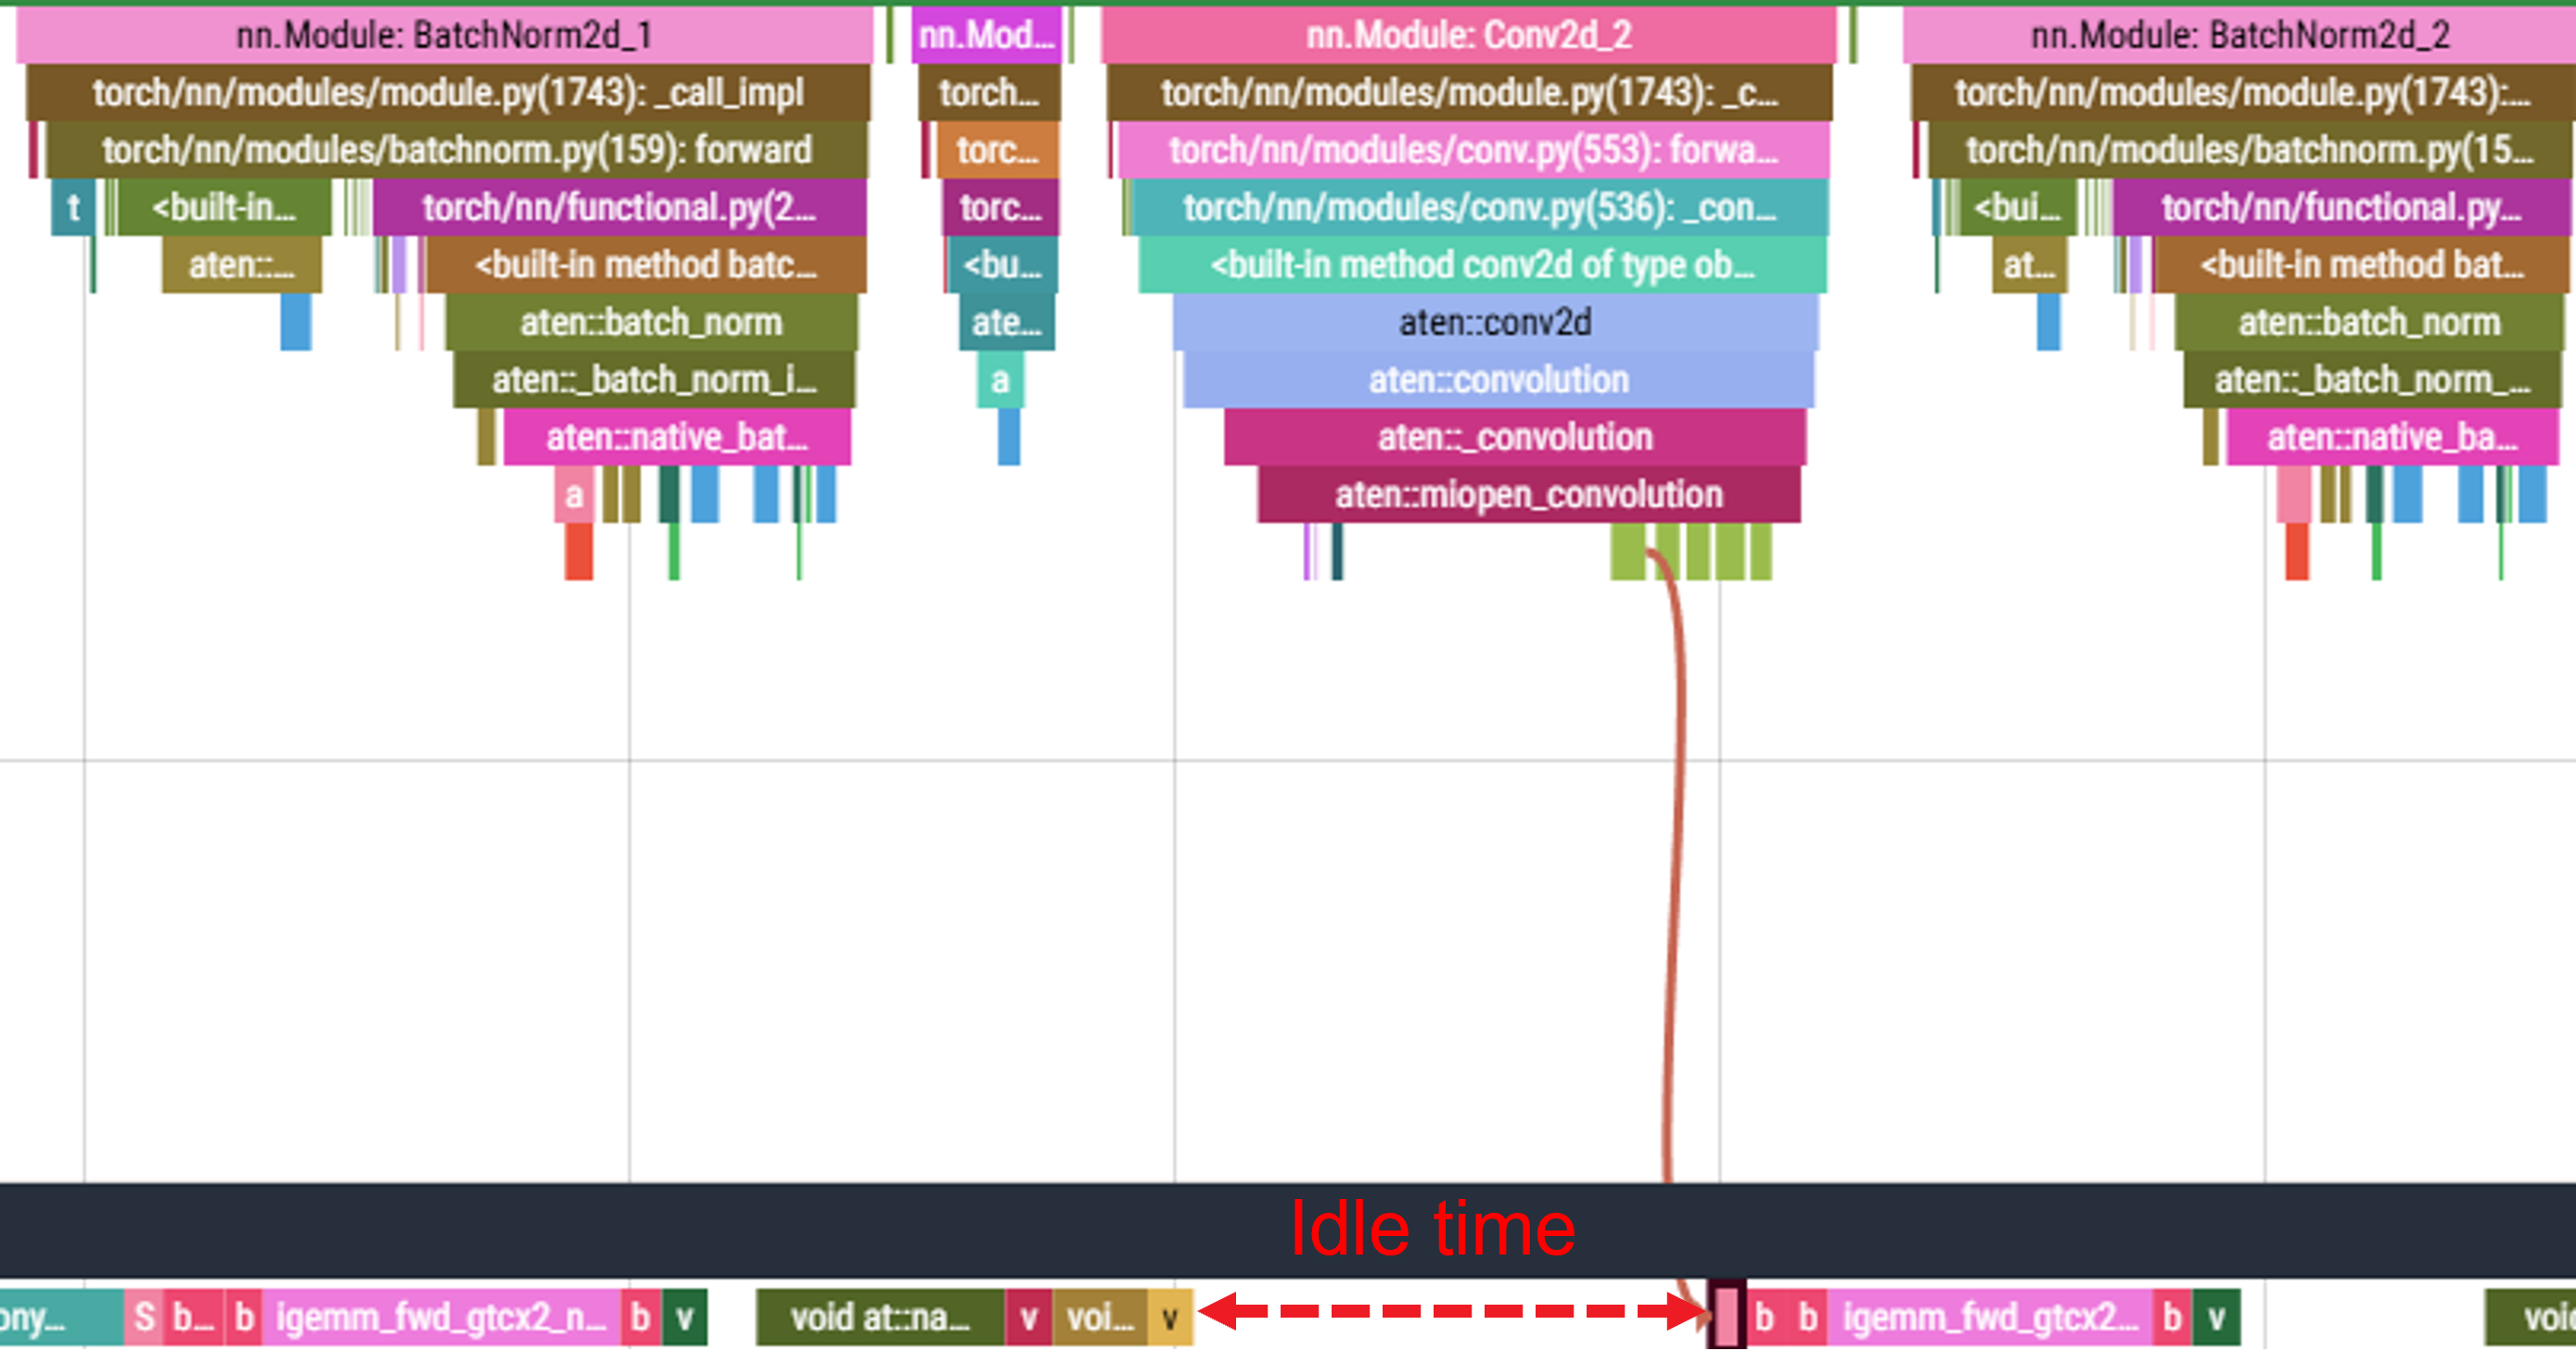 nn.Module: BatchNorm2d_1 nn.Mod... nn.Module: Conv2d_2 nn.Module: BatchNorm2d_2
torch/nn/modules/module.py(1743): _call_impl torch... torch/nn/modules/module.py(1743): _c... torch/nn/modules/module.py(1743):...
torch/nn/modules/batchnorm.py(159): forward torc... torch/nn/modules/conv.py(553): forwa... torch/nn/modules/batchnorm.py(15...
t <built-in... torch/nn/functional.py(2... torc... torch/nn/modules/conv.py(536): _con... <bui... torch/nn/functional.py...
aten::... <built-in method batc... <bu... <built-in method conv2d of type ob... at... <built-in method bat...
aten::batch_norm ate... aten::conv2d aten::batch_norm
aten::_batch_norm_i... a aten::convolution aten::_batch_norm_...
aten::native_bat... aten::_convolution aten::native_ba...
a aten::miopen_convolution
Idle time
ony... S b... b igemm_fwd_gtcx2_n... b v void at::na... v voi... v b b igemm_fwd_gtcx2... b v void